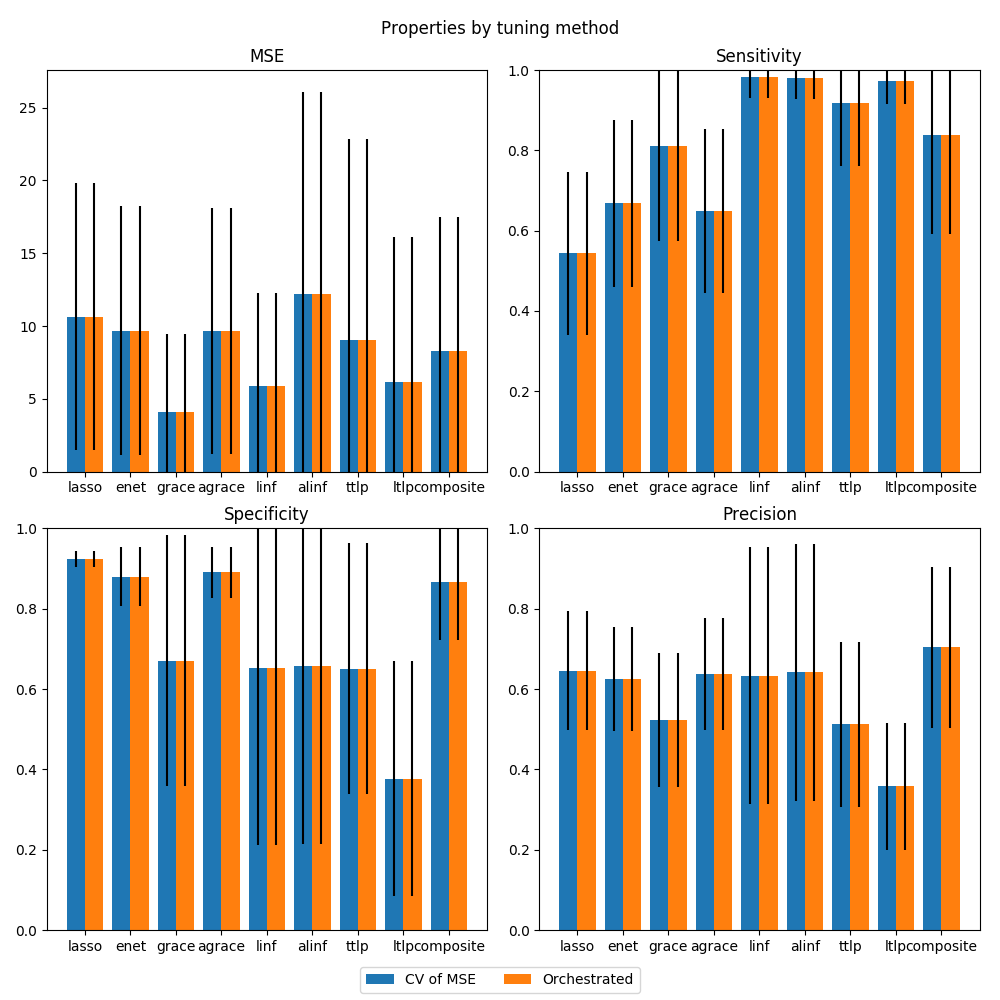 Properties by tuning method
MSE
25
20
15
10
5
0
lasso enet grace agrace linf alinf ttlp ltlp composite
Sensitivity
1.0
0.8
0.6
0.4
0.2
0.0
lasso enet grace agrace linf alinf ttlp ltlp composite
Specificity
1.0
0.8
0.6
0.4
0.2
0.0
lasso enet grace agrace linf alinf ttlp ltlp composite
Precision
1.0
0.8
0.6
0.4
0.2
0.0
lasso enet grace agrace linf alinf ttlp ltlp composite
CV of MSE Orchestrated